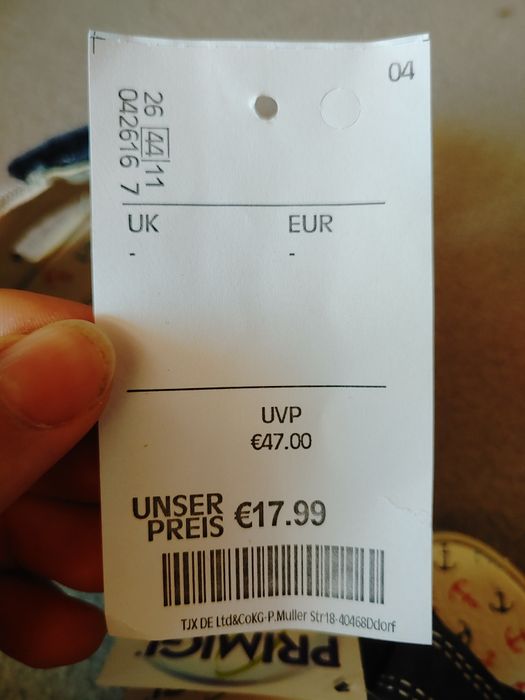 04
26 44 11
042616 7
UK EUR
- -
UVP
€47.00
UNSER
PREIS €17.99
TJX DE Ltd&CoKG-P.Muller Str18-40468Ddorf
PRIMIGI